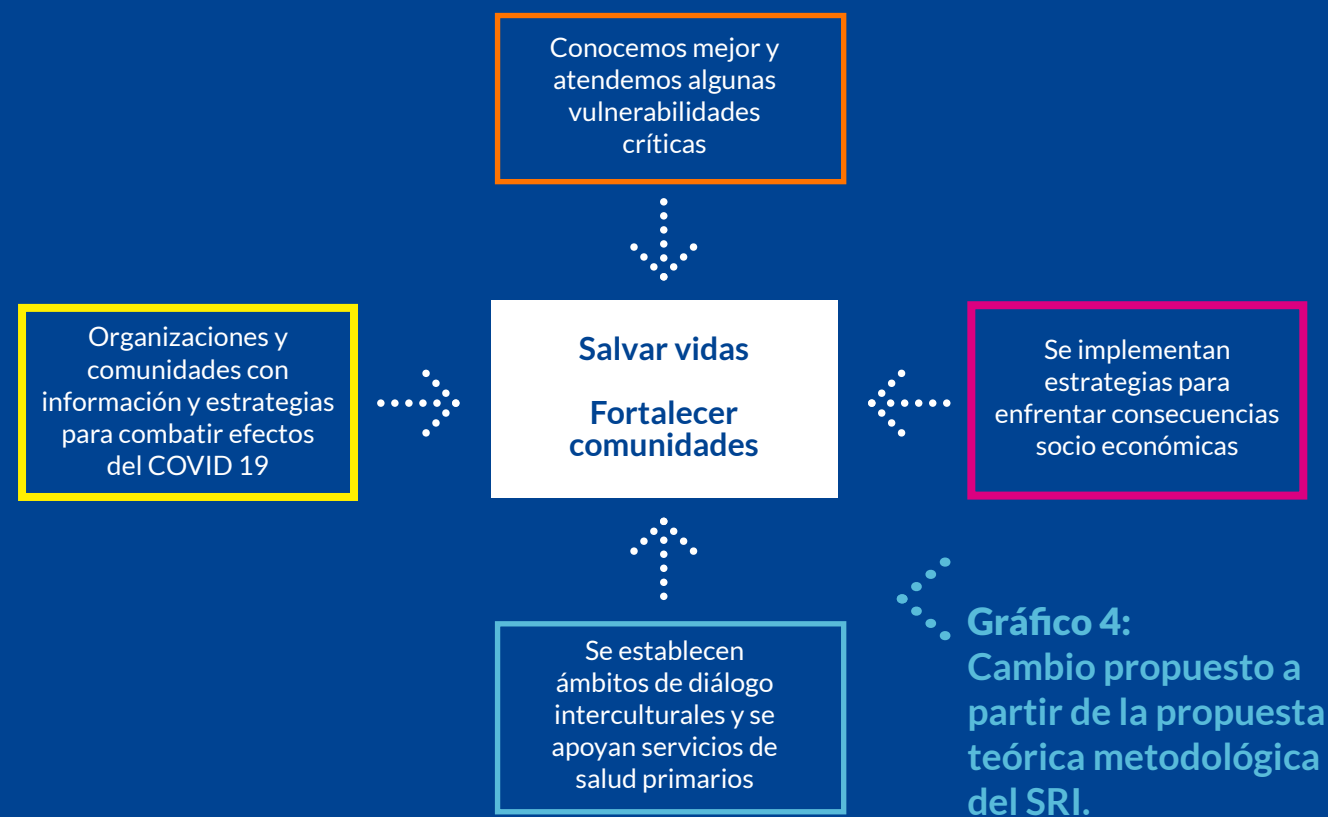 Conocemos mejor y
atendemos algunas
vulnerabilidades
críticas
Organizaciones y
comunidades con
información y estrategias
para combatir efectos
del COVID 19
Salvar vidas
Fortalecer
comunidades
Se implementan
estrategias para
enfrentar consecuencias
socio económicas
Se establecen
ámbitos de diálogo
interculturales y se
apoyan servicios de
salud primarios
Gráfico 4:
Cambio propuesto a
partir de la propuesta
teórica metodológica
del SRI.